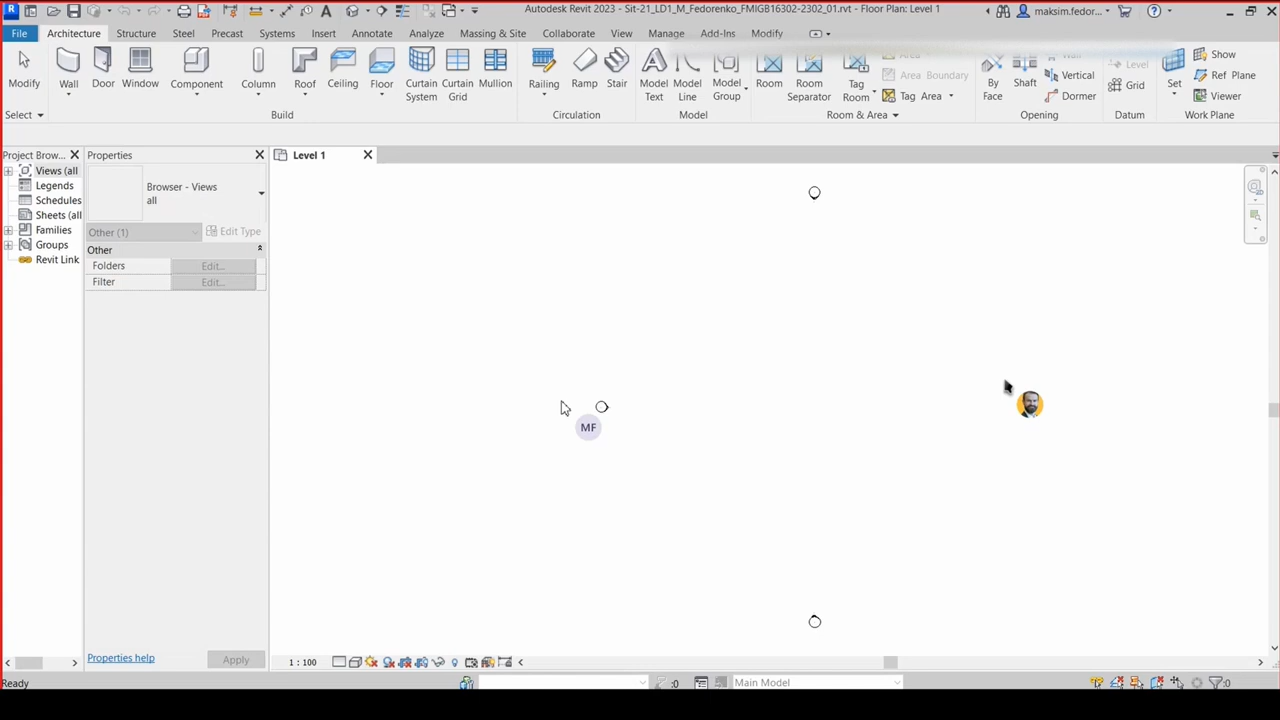 Autodesk Revit 2023 - Sit-21_LD1_M_Fedorenko_FMIGB16302-2302_01.rvt - Floor Plan: Level 1
maksim.fedor...
File Architecture Structure Steel Precast Systems Insert Annotate Analyze Massing & Site Collaborate View Manage Add-Ins Modify
Modify
Wall
Door
Window
Component
Column
Roof
Ceiling
Floor
Curtain System
Curtain Grid
Mullion
Railing
Ramp
Stair
Model Text
Model Line
Model Group
Room
Room Separator
Tag Room
Area
Area Boundary
Tag Area
By Face
Shaft
Vertical
Dormer
Level
Grid
Set
Show
Ref Plane
Viewer
Select
Build
Circulation
Model
Room & Area
Opening
Datum
Work Plane
Project Brow...
Views (all
Legends
Schedules
Sheets (all
Families
Groups
Revit Link
Properties
Browser - Views
all
Other (1)
Edit Type
Other
Folders Edit...
Filter Edit...
Properties help
Apply
Level 1
MF
1 : 100
Ready
:0
Main Model
:0